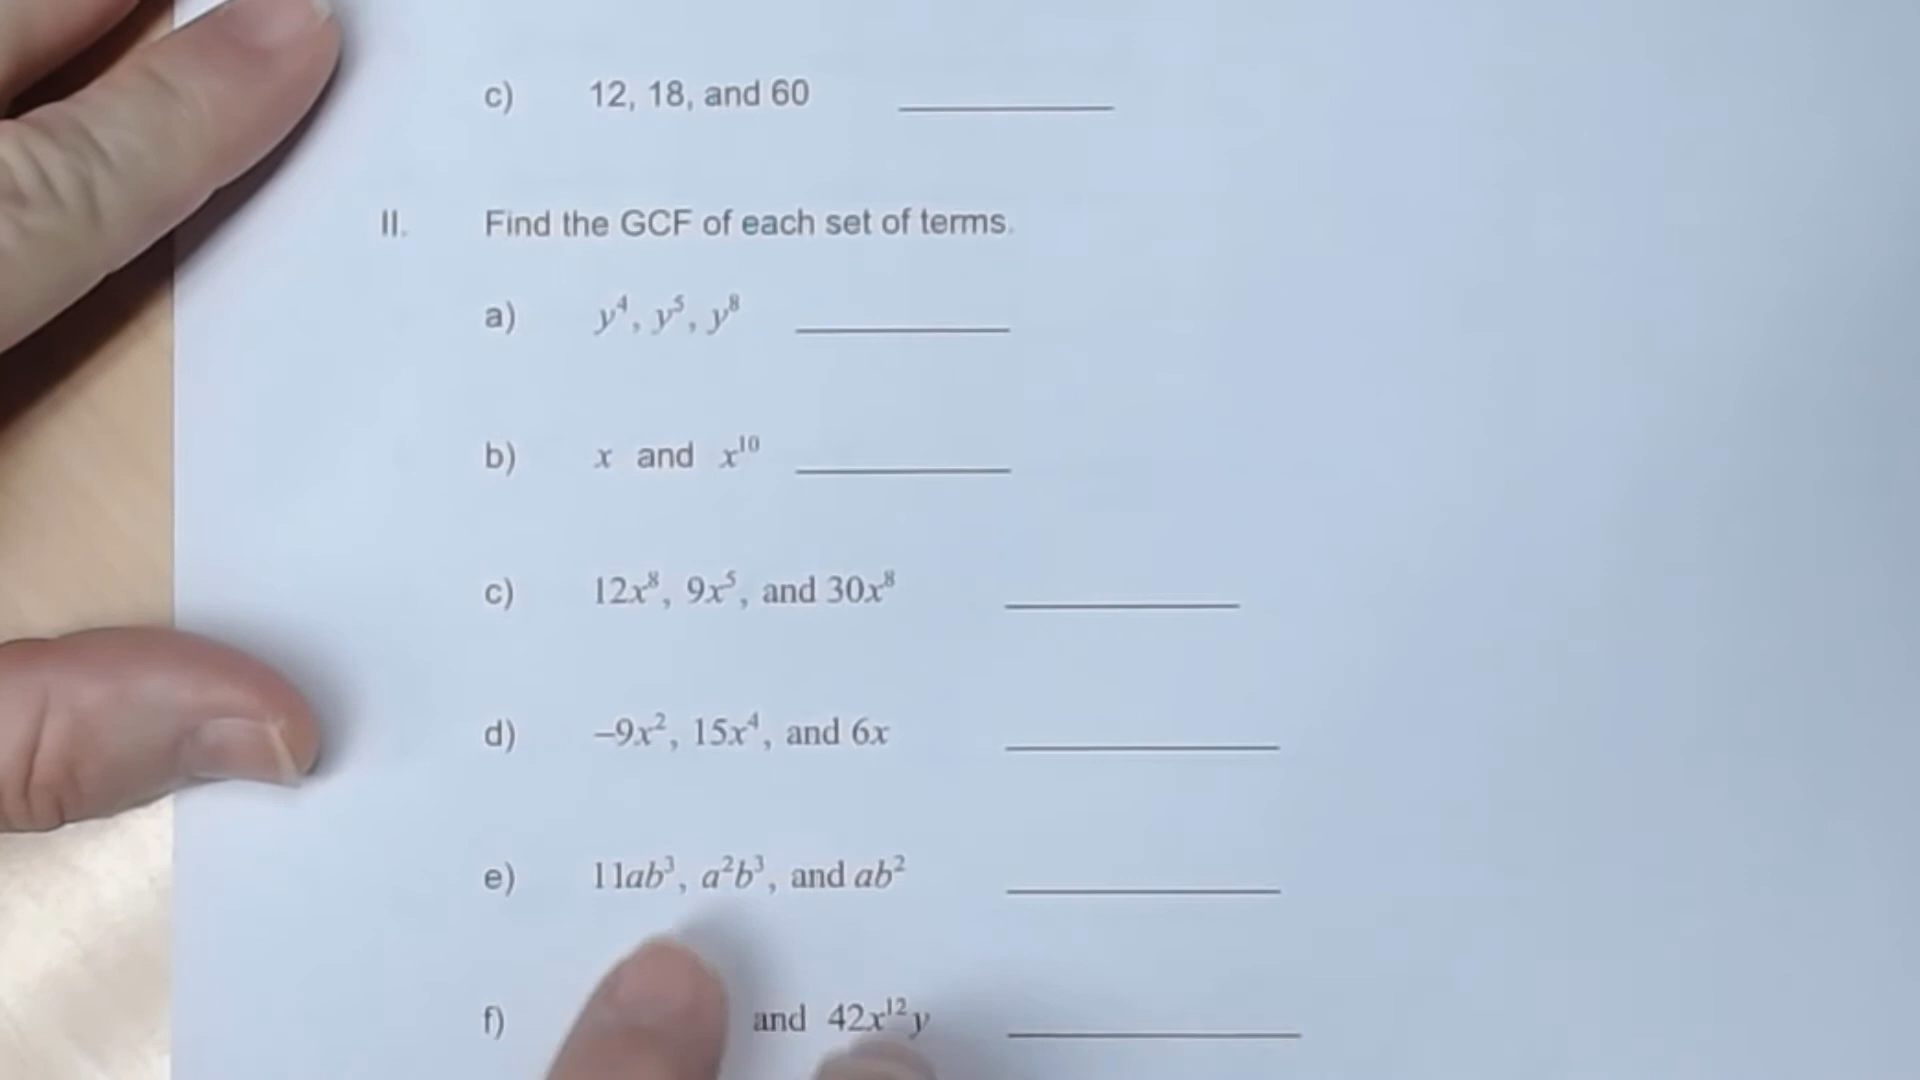 c) 12, 18, and 60
II. Find the GCF of each set of terms.
a) y⁴, y⁵, y⁸
b) x and x¹⁰
c) 12x⁸, 9x⁵, and 30x⁸
d) –9x², 15x⁴, and 6x
e) 11ab³, a²b³, and ab²
f) and 42x¹²y